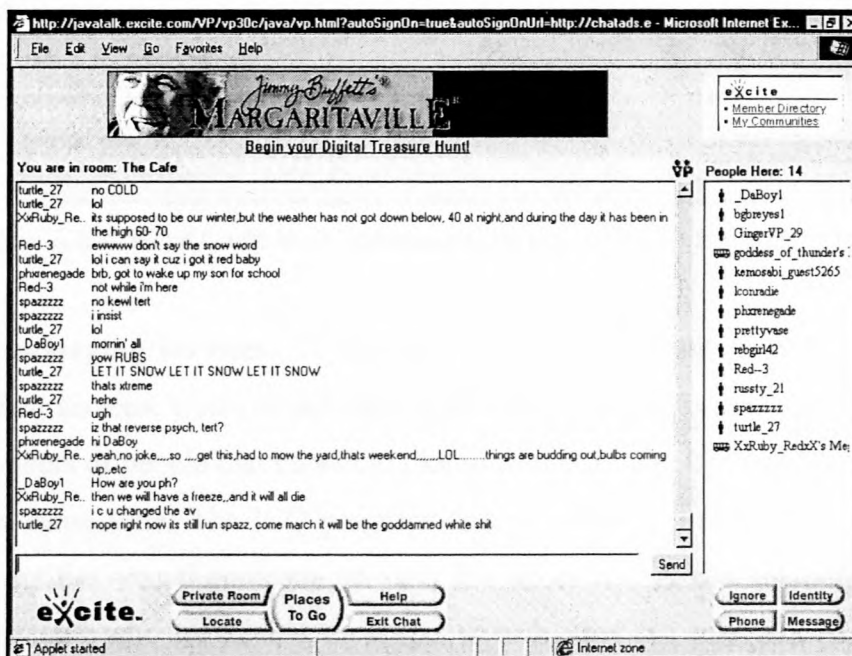 http://javatalk.excite.com/VP/vp30c/java/vp.html?autoSignOn=true&autoSignOnUrl=http://chatads.e - Microsoft Internet Ex...
File Edit View Go Favorites Help
Jimmy Buffett's®
MARGARITAVILLE®
Begin your Digital Treasure Hunt!
excite
• Member Directory
• My Communities
You are in room: The Cafe
VP
People Here: 14
turtle_27 no COLD
turtle_27 lol
XxRuby_Re.. its supposed to be our winter,but the weather has not got down below, 40 at night,and during the day it has been in
the high 60- 70
Red--3 ewwww don't say the snow word
turtle_27 lol i can say it cuz i got it red baby
phxrenegade brb, got to wake up my son for school
Red--3 not while i'm here
spazzzzz no kewl tert
spazzzzz i insist
turtle_27 lol
_DaBoy1 mornin' all
spazzzzz yow RUBS
turtle_27 LET IT SNOW LET IT SNOW LET IT SNOW
spazzzzz thats xtreme
turtle_27 hehe
Red--3 ugh
spazzzzz iz that reverse psych, tert?
phxrenegade hi DaBoy
XxRuby_Re.. yeah,no joke,,,,so ,,,,get this,had to mow the yard,thats weekend,,,,,,,LOL........things are budding out,bulbs coming
up,,etc
_DaBoy1 How are you ph?
XxRuby_Re.. then we will have a freeze,,and it will all die
spazzzzz i c u changed the av
turtle_27 nope right now its still fun spazz, come march it will be the goddamned white shit
_DaBoy1
bgbreyes1
GingerVP_29
goddess_of_thunder's
kemosabi_guest5265
lconradie
phxrenegade
prettyvase
rebgirl42
Red--3
russty_21
spazzzzz
turtle_27
XxRuby_RedxX's Me
Send
excite.
Private Room
Locate
Places
To Go
Help
Exit Chat
Ignore
Identity
Phone
Message
Applet started
Internet zone